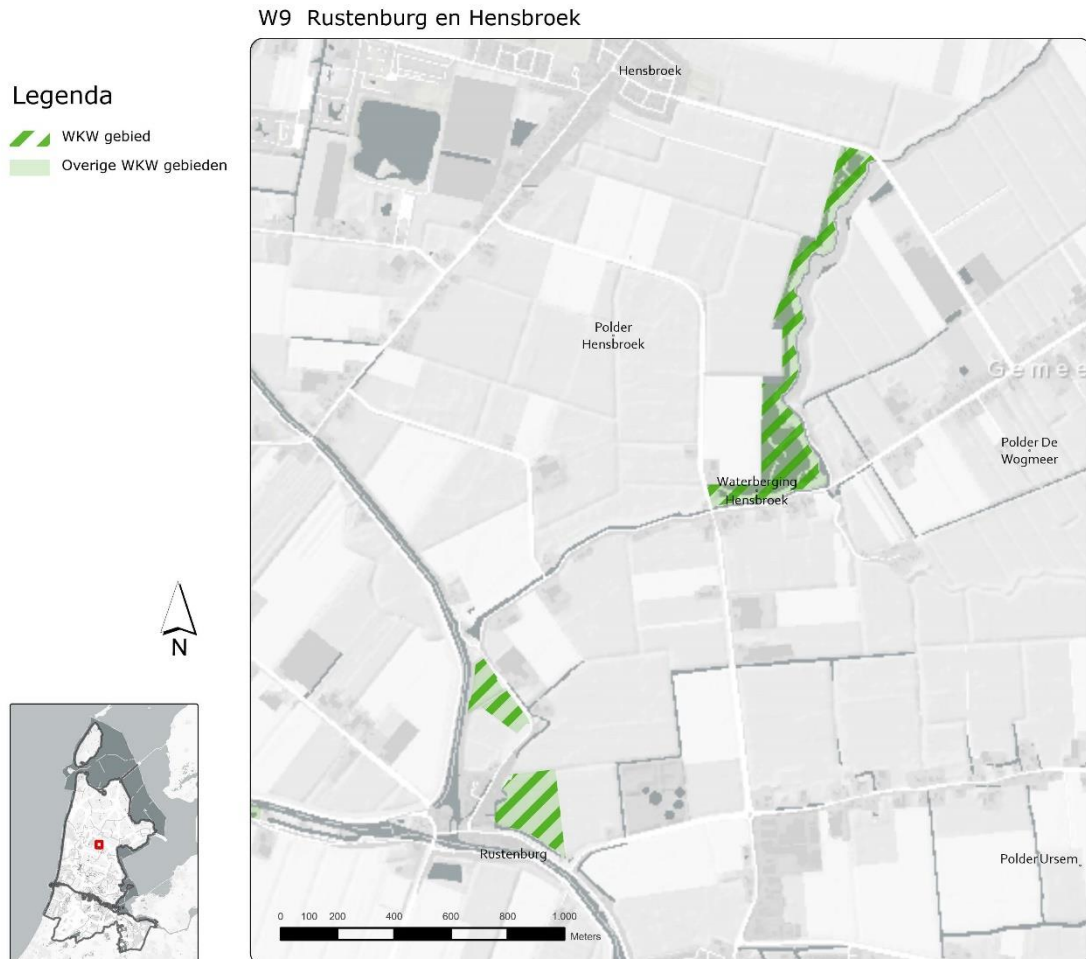 W9 Rustenburg en Hensbroek
Legenda
WKW gebied
Overige WKW gebieden
Hensbroek
Polder
Hensbroek
Gemee
Polder De
Wogmeer
Waterberging
Hensbroek
N
Rustenburg
Polder Ursem
0 100 200 400 600 800 1.000
Meters